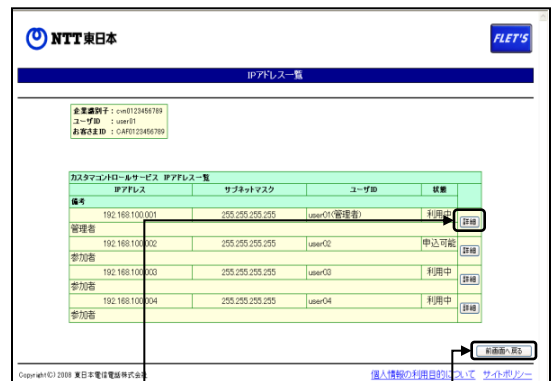 NTT東日本
FLET'S
IPアドレス一覧
企業識別子:cvn0123456789
ユーザID :user01
お客さまID :CAF0123456789
カスタマコントロールサービス IPアドレス一覧
IPアドレス サブネットマスク ユーザID 状態
備考
192.168.100.001 255.255.255.255 user01(管理者) 利用中 詳細
管理者
192.168.100.002 255.255.255.255 user02 申込可能 詳細
参加者
192.168.100.003 255.255.255.255 user03 利用中 詳細
参加者
192.168.100.004 255.255.255.255 user04 利用中 詳細
参加者
前画面へ戻る
Copyright(C) 2008 東日本電信電話株式会社 個人情報の利用目的について サイトポリシー